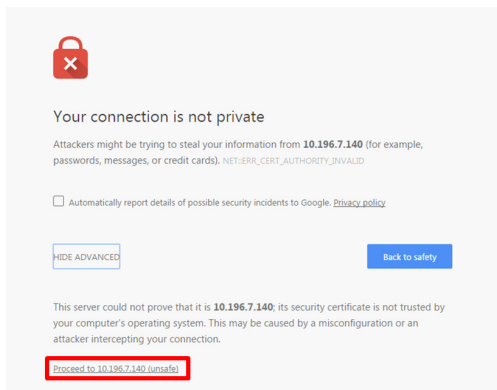 Your connection is not private
Attackers might be trying to steal your information from 10.196.7.140 (for example,
passwords, messages, or credit cards). NET::ERR_CERT_AUTHORITY_INVALID
Automatically report details of possible security incidents to Google. Privacy policy
HIDE ADVANCED
Back to safety
This server could not prove that it is 10.196.7.140; its security certificate is not trusted by
your computer's operating system. This may be caused by a misconfiguration or an
attacker intercepting your connection.
Proceed to 10.196.7.140 (unsafe)